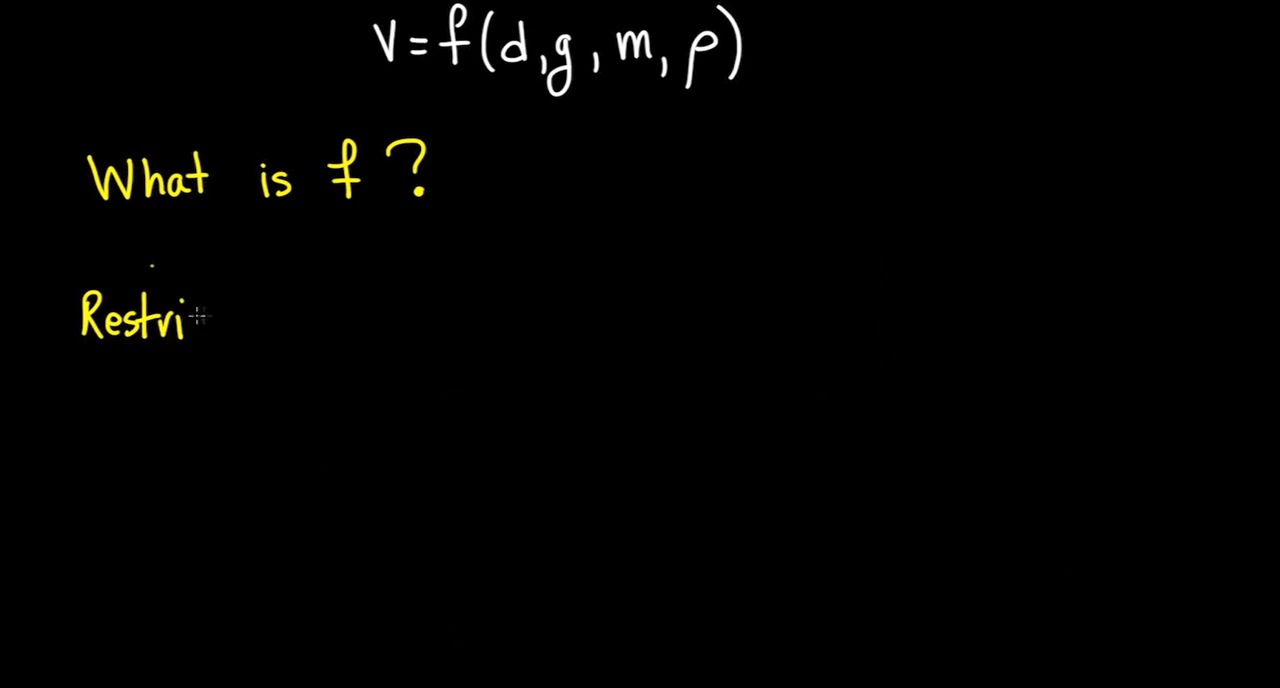 v=f(d,g,m,ρ)
What is f?
Restri